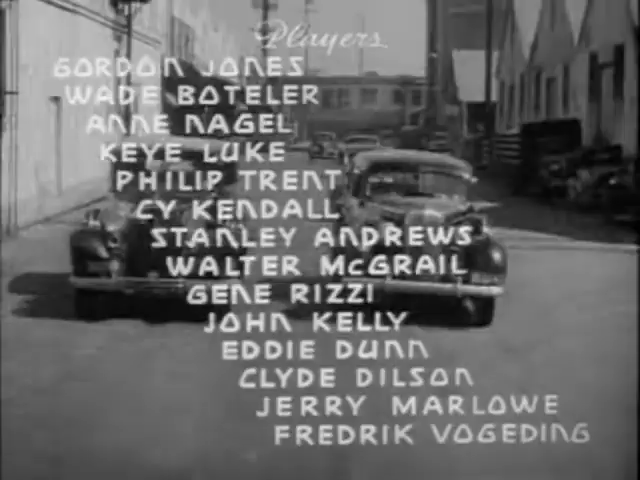 Players
GORDON JONES
WADE BOTELER
ANNE NAGEL
KEYE LUKE
PHILIP TRENT
CY KENDALL
STANLEY ANDREWS
WALTER McGRAIL
GENE RIZZI
JOHN KELLY
EDDIE DUNN
CLYDE DILSON
JERRY MARLOWE
FREDRIK VOGEDING